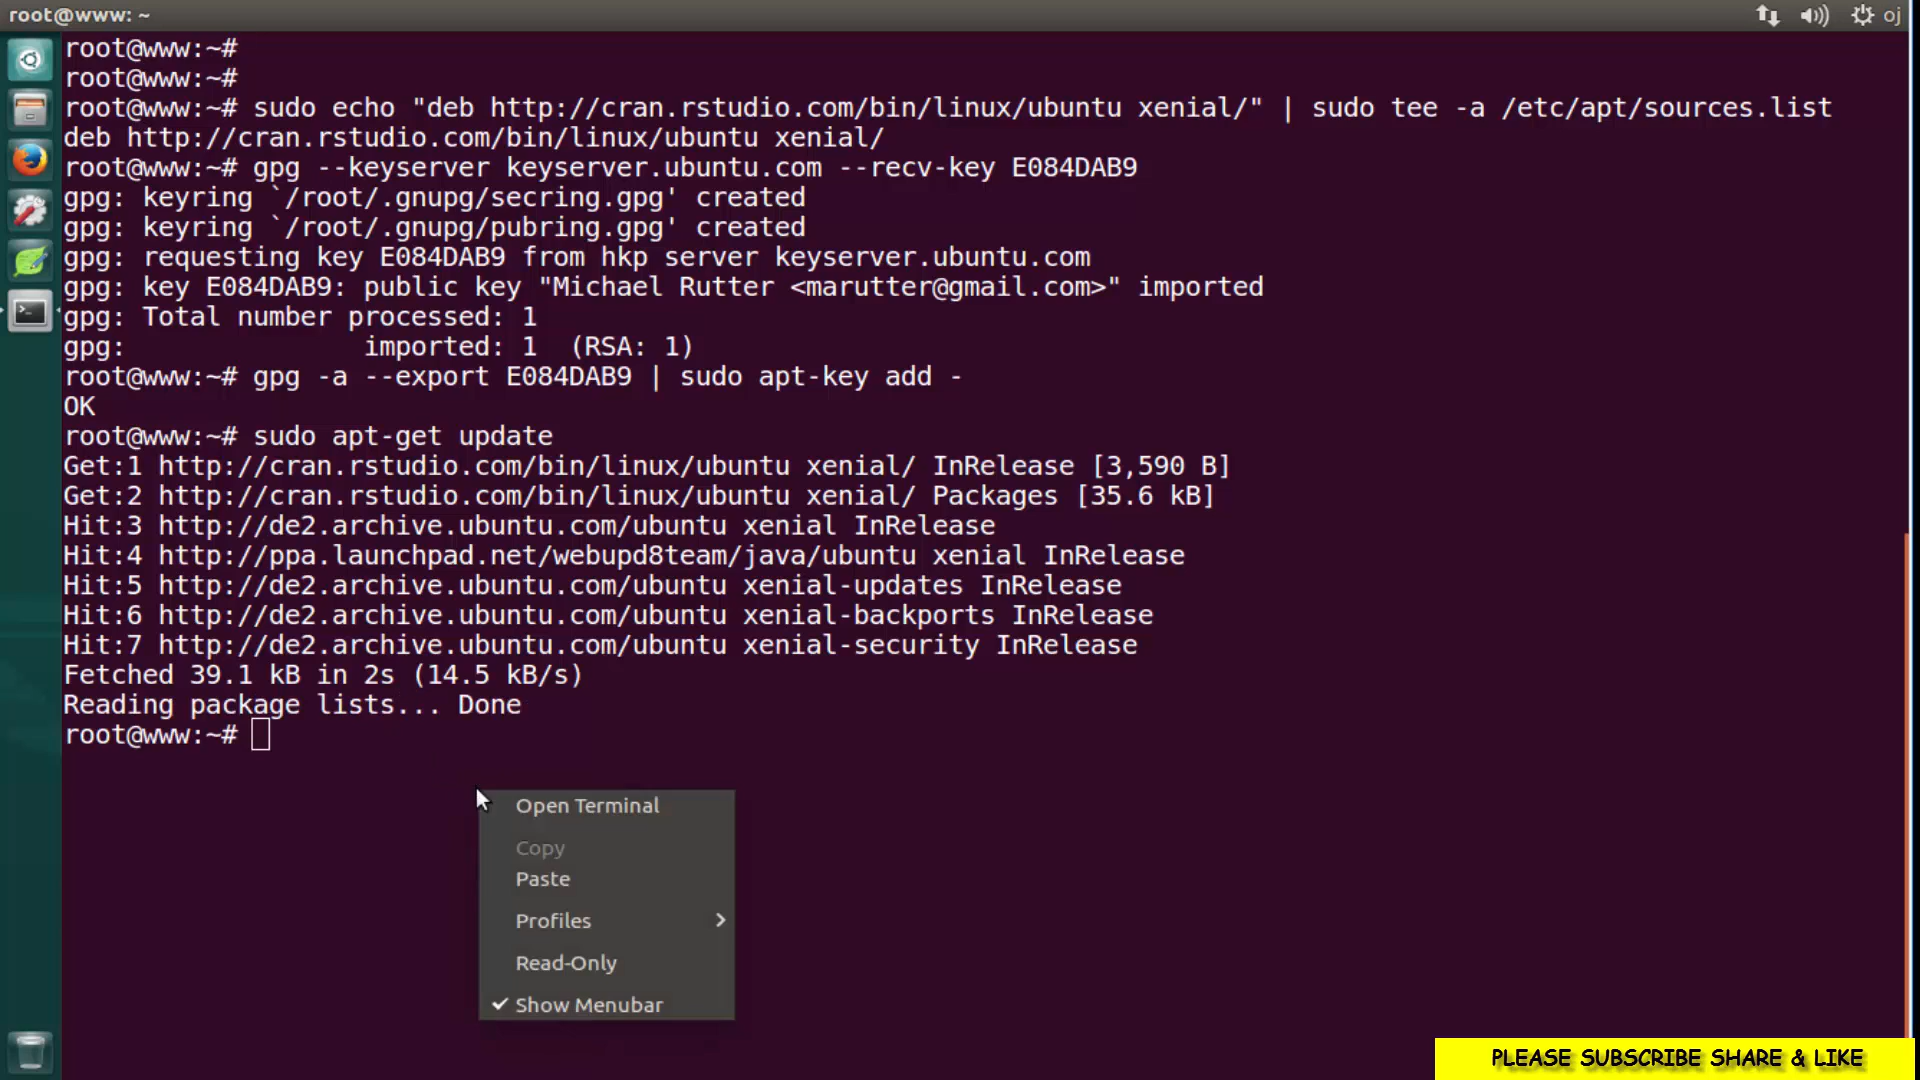 root@www: ~
oj
root@www:~#
root@www:~#
root@www:~# sudo echo "deb http://cran.rstudio.com/bin/linux/ubuntu xenial/" | sudo tee -a /etc/apt/sources.list
deb http://cran.rstudio.com/bin/linux/ubuntu xenial/
root@www:~# gpg --keyserver keyserver.ubuntu.com --recv-key E084DAB9
gpg: keyring `/root/.gnupg/secring.gpg' created
gpg: keyring `/root/.gnupg/pubring.gpg' created
gpg: requesting key E084DAB9 from hkp server keyserver.ubuntu.com
gpg: key E084DAB9: public key "Michael Rutter <marutter@gmail.com>" imported
gpg: Total number processed: 1
gpg:               imported: 1  (RSA: 1)
root@www:~# gpg -a --export E084DAB9 | sudo apt-key add -
OK
root@www:~# sudo apt-get update
Get:1 http://cran.rstudio.com/bin/linux/ubuntu xenial/ InRelease [3,590 B]
Get:2 http://cran.rstudio.com/bin/linux/ubuntu xenial/ Packages [35.6 kB]
Hit:3 http://de2.archive.ubuntu.com/ubuntu xenial InRelease
Hit:4 http://ppa.launchpad.net/webupd8team/java/ubuntu xenial InRelease
Hit:5 http://de2.archive.ubuntu.com/ubuntu xenial-updates InRelease
Hit:6 http://de2.archive.ubuntu.com/ubuntu xenial-backports InRelease
Hit:7 http://de2.archive.ubuntu.com/ubuntu xenial-security InRelease
Fetched 39.1 kB in 2s (14.5 kB/s)
Reading package lists... Done
root@www:~#
Open Terminal
Copy
Paste
Profiles
Read-Only
Show Menubar
PLEASE SUBSCRIBE SHARE & LIKE